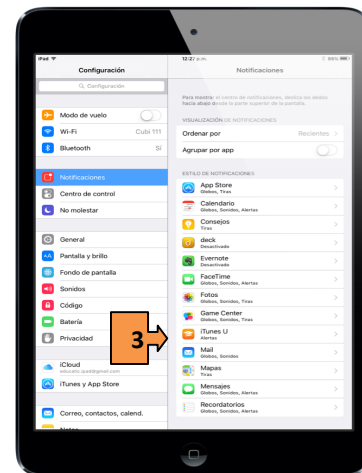 iPad
12:27 p.m.
86%
Configuración
Notificaciones
Configuración
Para mostrar el centro de notificaciones, desliza los dedos
hacia abajo desde la parte superior de la pantalla.
Modo de vuelo
Wi-Fi Cubi 111
Bluetooth Sí
Notificaciones
Centro de control
No molestar
General
Pantalla y brillo
Fondo de pantalla
Sonidos
Código
Batería
Privacidad
iCloud
iTunes y App Store
Correo, contactos, calend.
Notas
VISUALIZACIÓN DE NOTIFICACIONES
Ordenar por Recientes
Agrupar por app
ESTILO DE NOTIFICACIONES
App Store
Globos, Tiras
Calendario
Globos, Sonidos, Alertas
Consejos
Tiras
deck
Desactivado
Evernote
Desactivado
FaceTime
Globos, Sonidos, Alertas
Fotos
Globos, Sonidos, Tiras
Game Center
Globos, Sonidos, Tiras
iTunes U
Alertas
Mail
Globos, Sonidos
Mapas
Tiras
Mensajes
Globos, Sonidos, Alertas
Recordatorios
Globos, Sonidos, Alertas
3